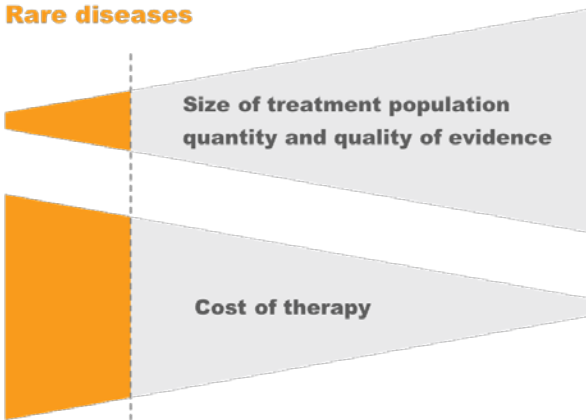 Rare diseases
Size of treatment population
quantity and quality of evidence
Cost of therapy